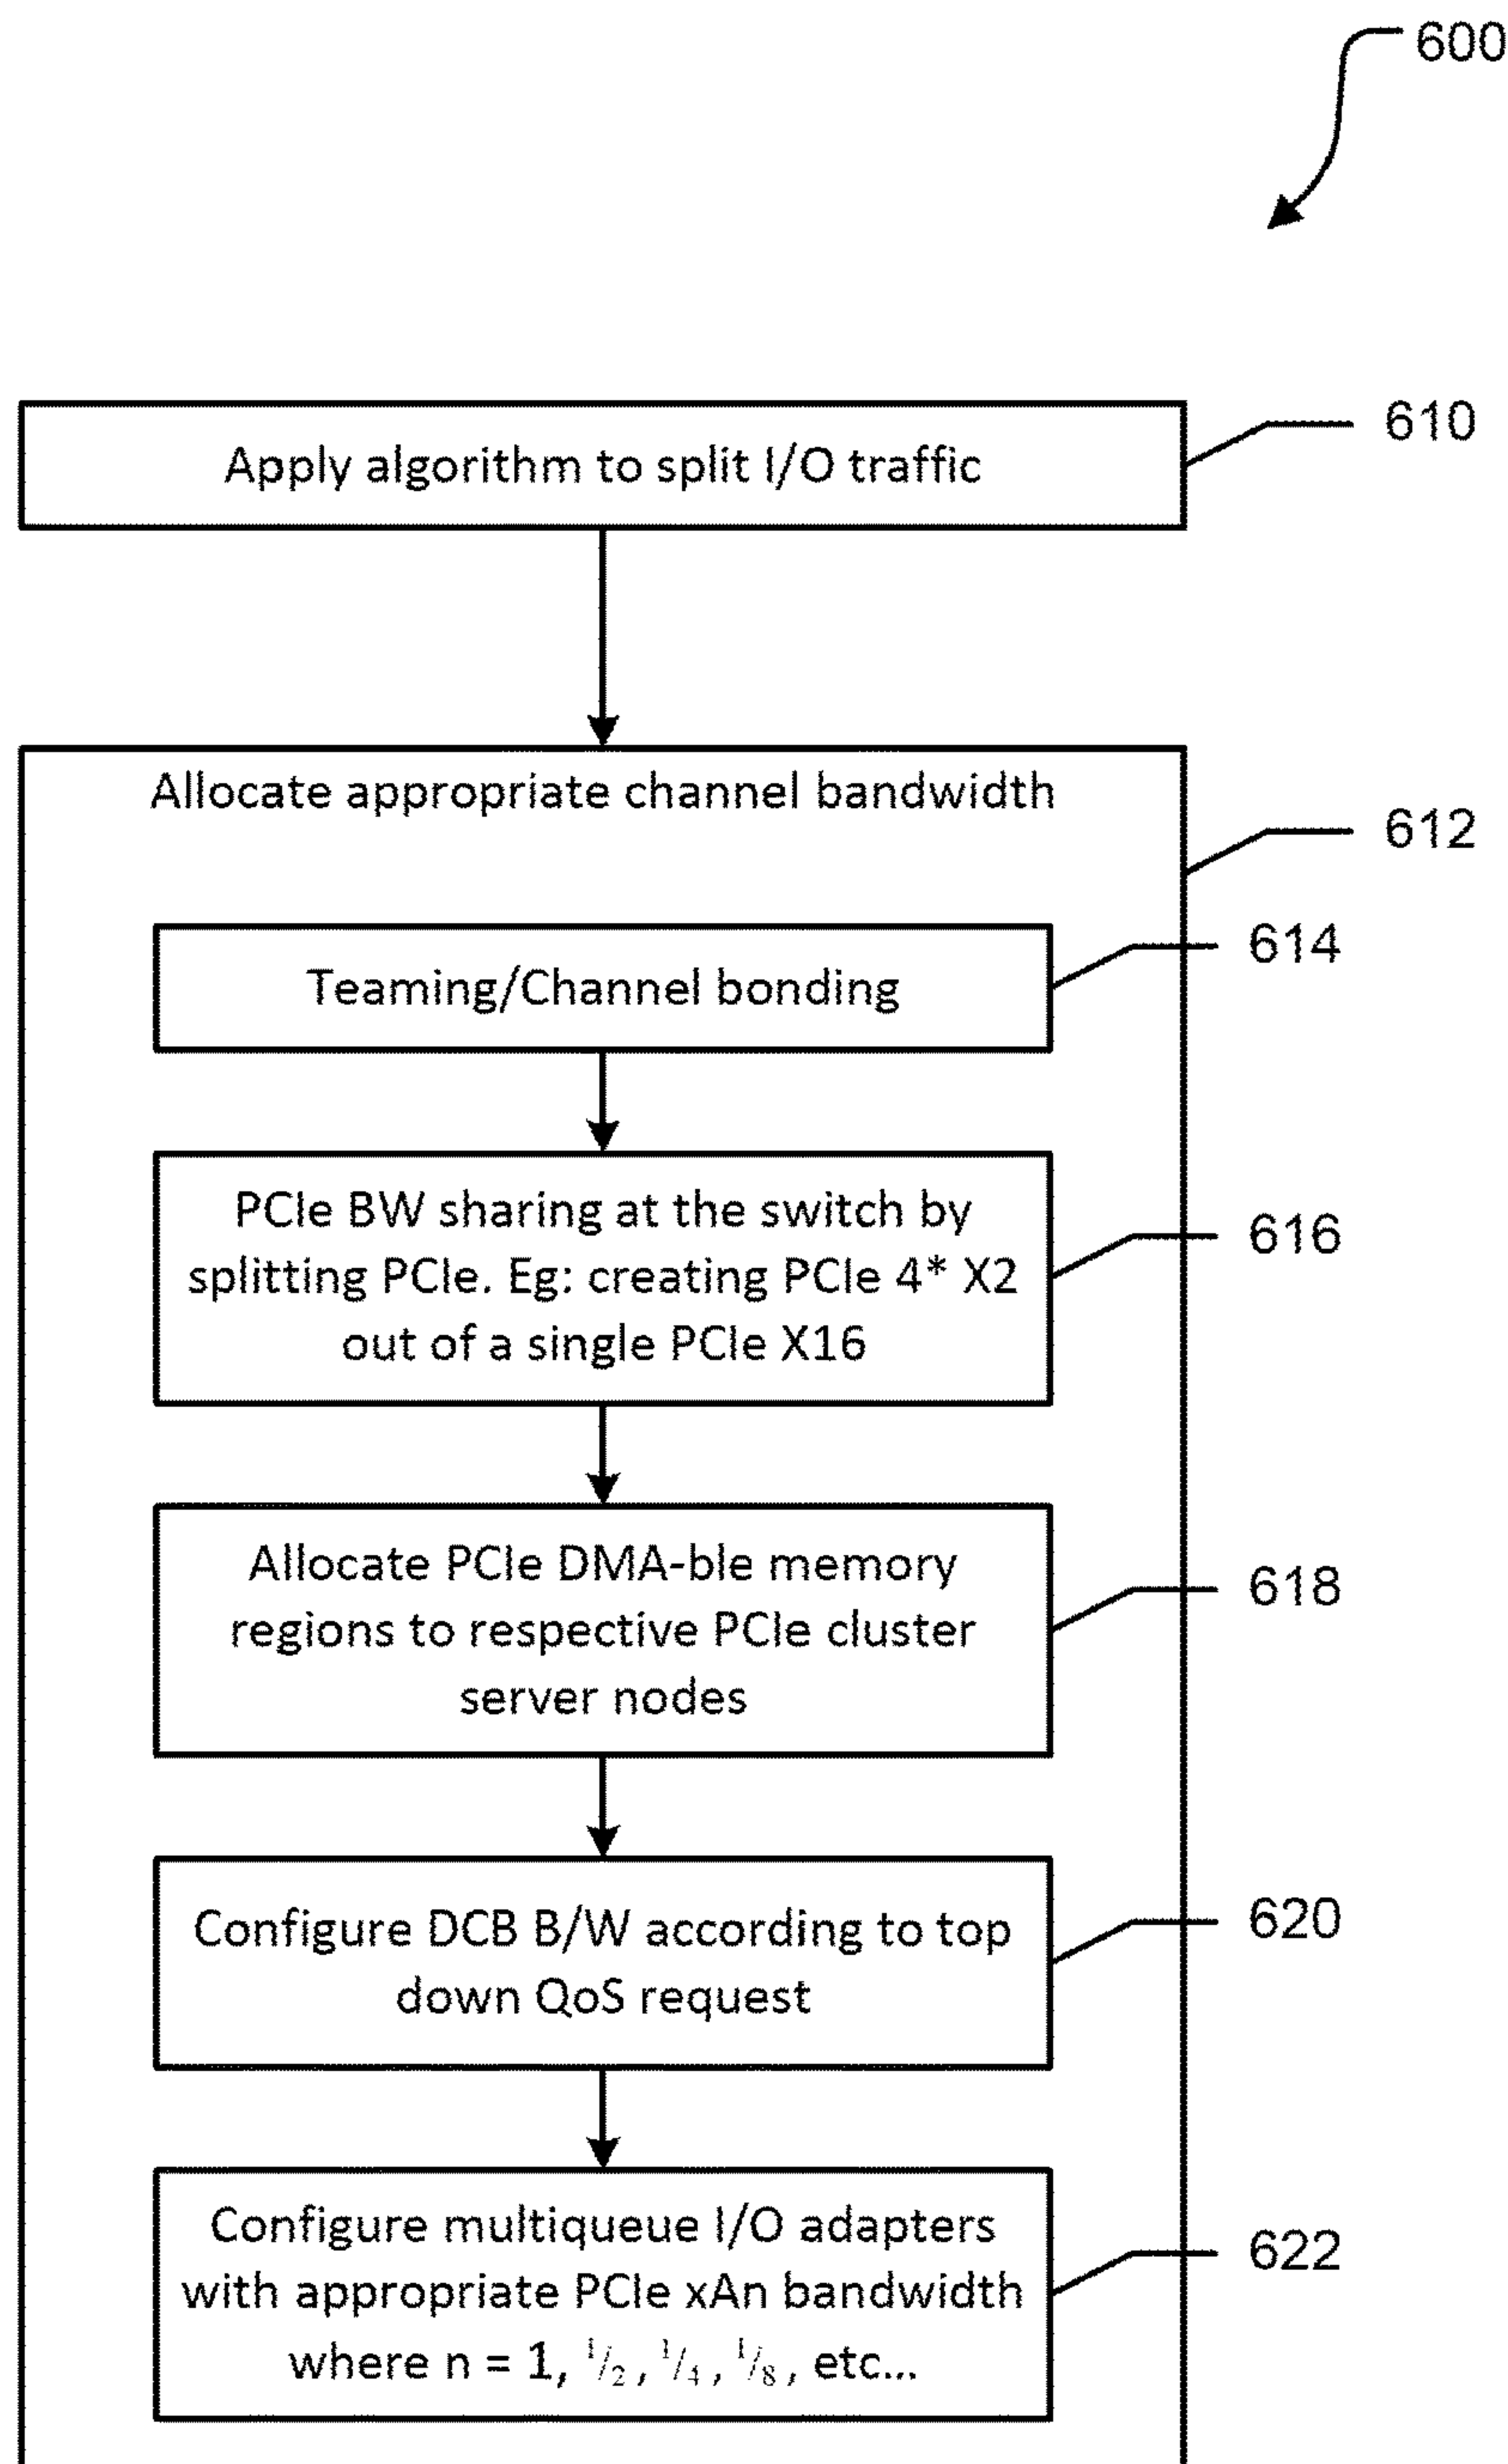 600
Apply algorithm to split I/O traffic
610
Allocate appropriate channel bandwidth
612
Teaming/Channel bonding
614
PCIe BW sharing at the switch by
splitting PCIe. Eg: creating PCIe 4* X2
out of a single PCIe X16
616
Allocate PCIe DMA-ble memory
regions to respective PCIe cluster
server nodes
618
Configure DCB B/W according to top
down QoS request
620
Configure multiqueue I/O adapters
with appropriate PCIe xAn bandwidth
where n = 1, 1/2, 1/4, 1/8, etc...
622